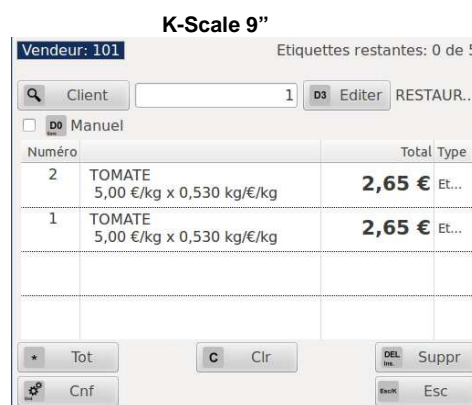 K-Scale 9”
Vendeur: 101 Etiquettes restantes: 0 de 5
Client 1 D3 Editer RESTAUR..
D0 Manuel
Numéro Total Type
2 TOMATE
5,00 €/kg x 0,530 kg/€/kg 2,65 € Et...
1 TOMATE
5,00 €/kg x 0,530 kg/€/kg 2,65 € Et...
* Tot C Clr DEL Ins. Suppr
Cnf Esc/K Esc